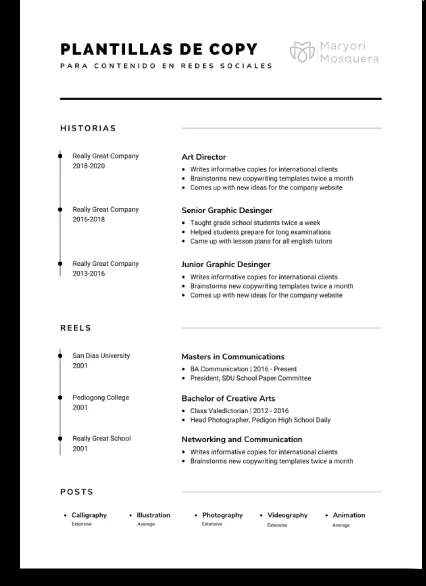 PLANTILLAS DE COPY
PARA CONTENIDO EN REDES SOCIALES
Maryori
Mosquera
HISTORIAS
Really Great Company
2018-2020
Art Director
Writes informative copies for international clients
Brainstorms new copywriting templates twice a month
Comes up with new ideas for the company website
Really Great Company
2016-2018
Senior Graphic Desinger
Taught grade school students twice a week
Helped students prepare for long examinations
Came up with lesson plans for all english tutors
Really Great Company
2013-2016
Junior Graphic Desinger
Writes informative copies for international clients
Brainstorms new copywriting templates twice a month
Comes up with new ideas for the company website
REELS
San Dias University
2001
Masters in Communications
BA Communication | 2016 - Present
President, SDU School Paper Committee
Pediogong College
2001
Bachelor of Creative Arts
Class Valedictorian | 2012 - 2016
Head Photographer, Pedigon High School Daily
Really Great School
2001
Networking and Communication
Writes informative copies for international clients
Brainstorms new copywriting templates twice a month
POSTS
Calligraphy Illustration Photography Videography Animation
Extensive Average Extensive Extensive Average